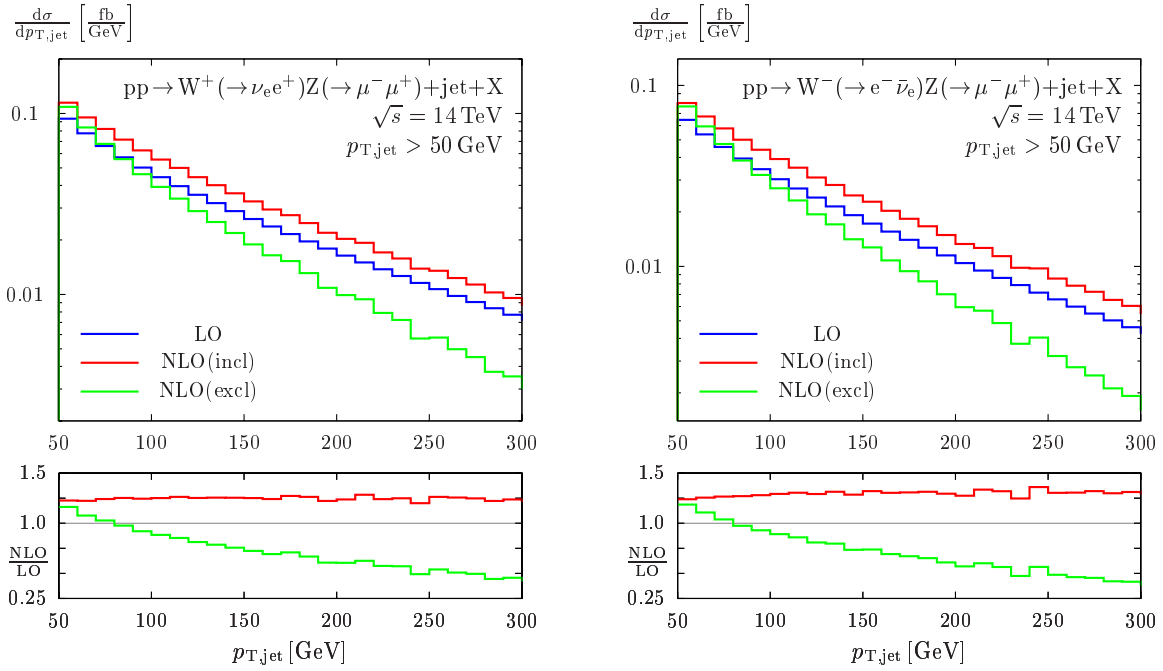 dσ/dp_T,jet [fb/GeV]
pp→W⁺(→ν_e e⁺)Z(→μ⁻μ⁺)+jet+X
√s = 14 TeV
p_T,jet > 50 GeV
0.1
0.01
LO
NLO(incl)
NLO(excl)
50 100 150 200 250 300
1.5
1.0
NLO/LO
0.25
50 100 150 200 250 300
p_T,jet [GeV]
dσ/dp_T,jet [fb/GeV]
pp→W⁻(→e⁻ν̄_e)Z(→μ⁻μ⁺)+jet+X
√s = 14 TeV
p_T,jet > 50 GeV
0.1
0.01
LO
NLO(incl)
NLO(excl)
50 100 150 200 250 300
1.5
1.0
NLO/LO
0.25
50 100 150 200 250 300
p_T,jet [GeV]